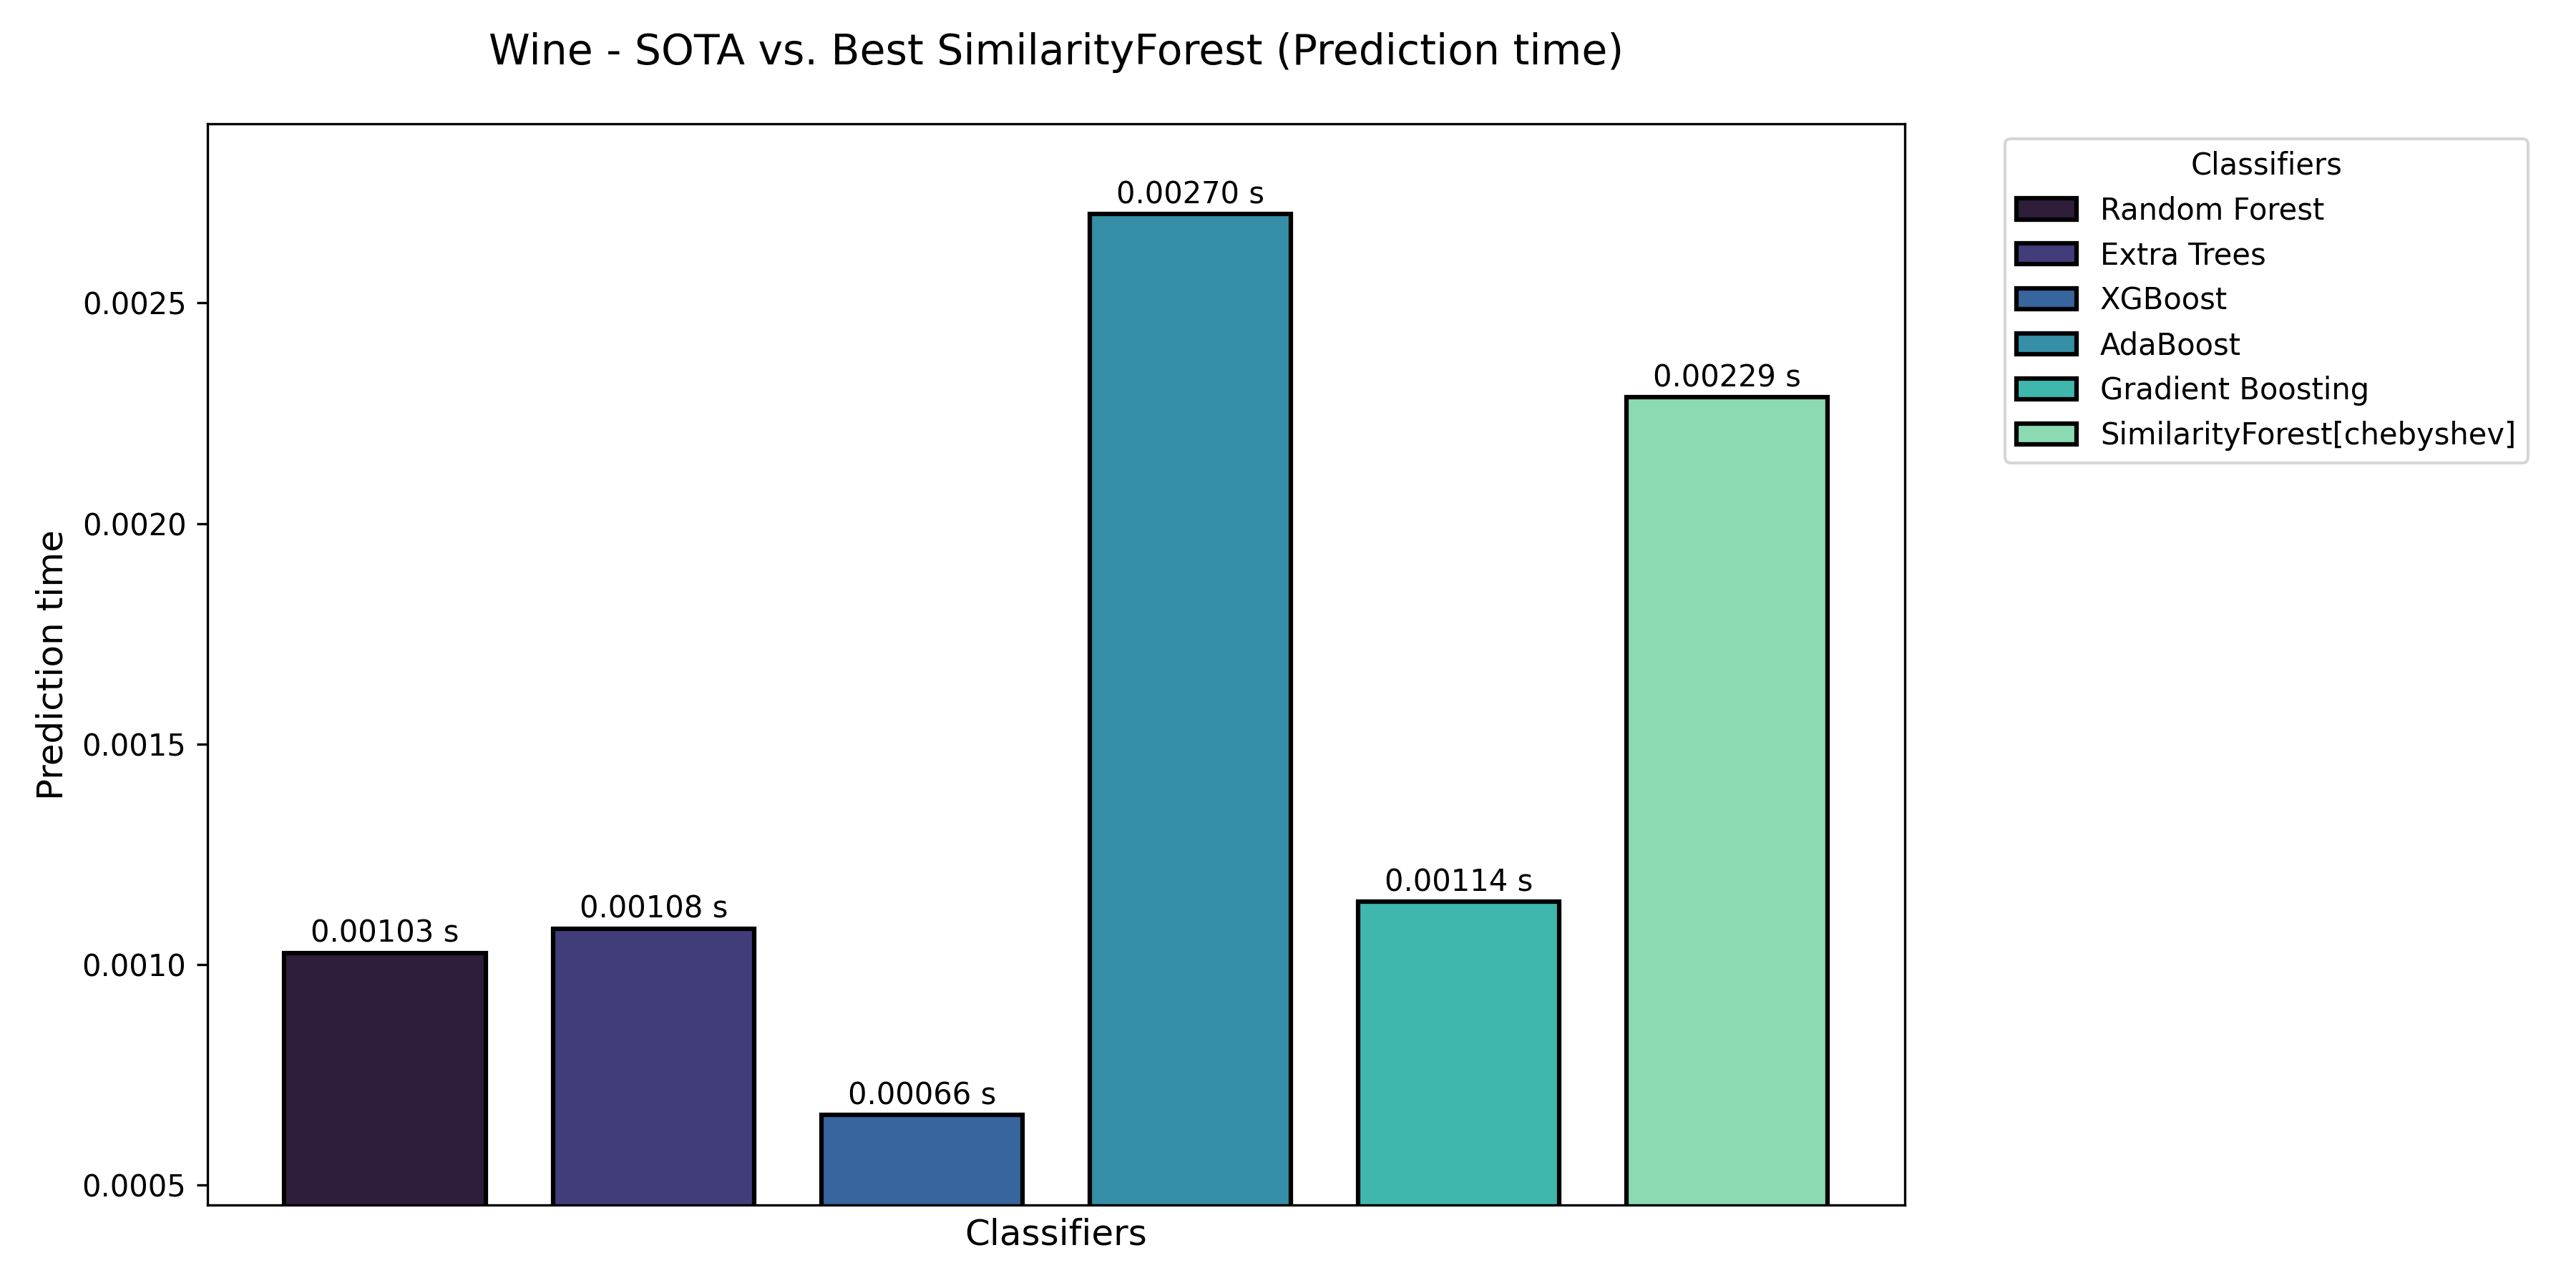 Wine - SOTA vs. Best SimilarityForest (Prediction time)
Prediction time
0.0025
0.0020
0.0015
0.0010
0.0005
0.00103 s
0.00108 s
0.00066 s
0.00270 s
0.00114 s
0.00229 s
Classifiers
Classifiers
Random Forest
Extra Trees
XGBoost
AdaBoost
Gradient Boosting
SimilarityForest[chebyshev]